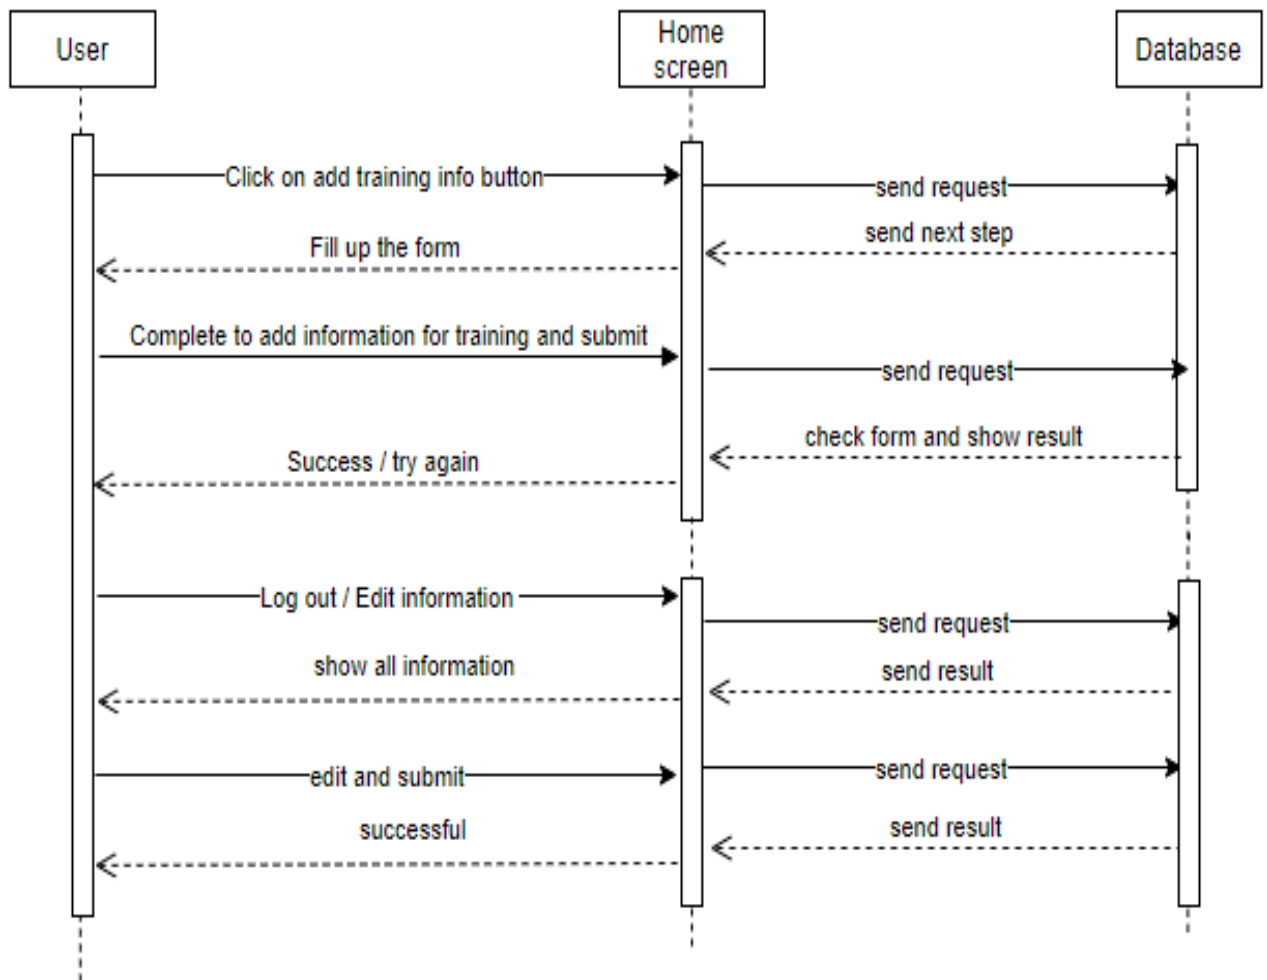 User
Home
screen
Database
Click on add training info button
send request
send next step
Fill up the form
Complete to add information for training and submit
send request
check form and show result
Success / try again
Log out / Edit information
send request
show all information
send result
edit and submit
send request
successful
send result